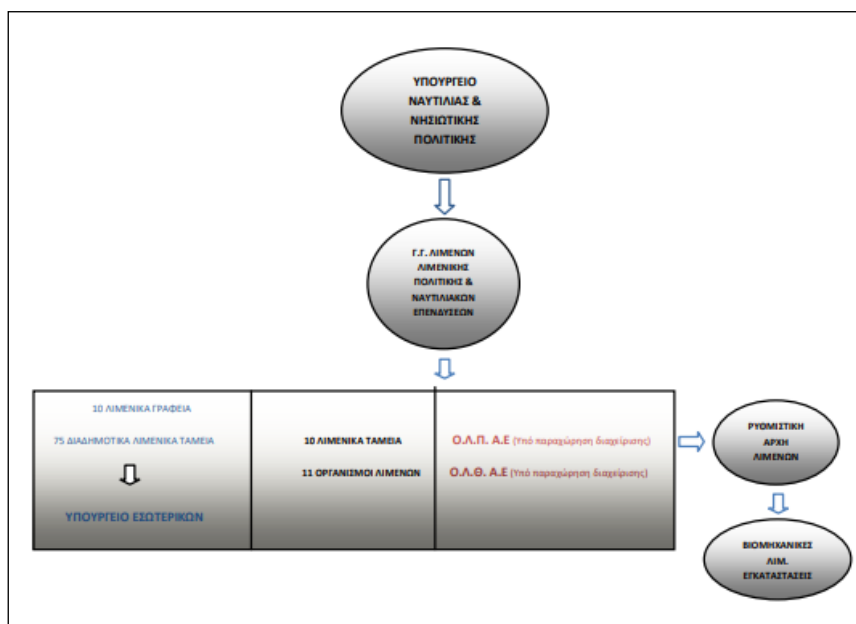 ΥΠΟΥΡΓΕΙΟ
ΝΑΥΤΙΛΙΑΣ &
ΝΗΣΙΩΤΙΚΗΣ
ΠΟΛΙΤΙΚΗΣ
Γ.Γ. ΛΙΜΕΝΩΝ
ΛΙΜΕΝΙΚΗΣ
ΠΟΛΙΤΙΚΗΣ &
ΝΑΥΤΙΛΙΑΚΩΝ
ΕΠΕΝΔΥΣΕΩΝ
10 ΛΙΜΕΝΙΚΑ ΓΡΑΦΕΙΑ
75 ΔΙΑΔΗΜΟΤΙΚΑ ΛΙΜΕΝΙΚΑ ΤΑΜΕΙΑ
ΥΠΟΥΡΓΕΙΟ ΕΣΩΤΕΡΙΚΩΝ
10 ΛΙΜΕΝΙΚΑ ΤΑΜΕΙΑ
11 ΟΡΓΑΝΙΣΜΟΙ ΛΙΜΕΝΩΝ
Ο.Λ.Π. Α.Ε (Υπό παραχώρηση διαχείρισης)
Ο.Λ.Θ. Α.Ε (Υπό παραχώρηση διαχείρισης)
ΡΥΘΜΙΣΤΙΚΗ
ΑΡΧΗ
ΛΙΜΕΝΩΝ
ΒΙΟΜΗΧΑΝΙΚΕΣ
ΛΙΜ.
ΕΓΚΑΤΑΣΤΑΣΕΙΣ